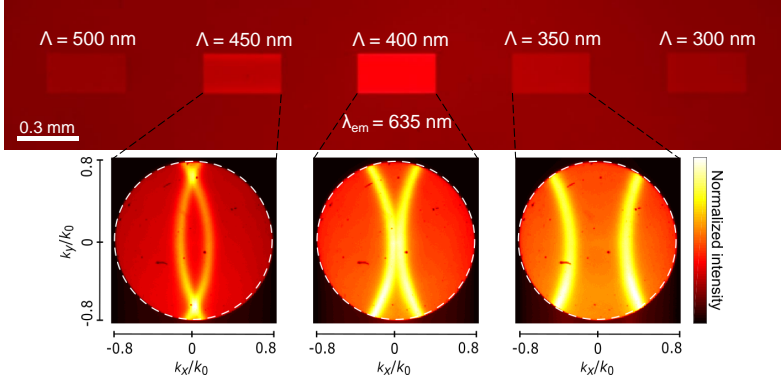 Λ = 500 nm
Λ = 450 nm
Λ = 400 nm
Λ = 350 nm
Λ = 300 nm
0.3 mm
λem = 635 nm
0.8
0
-0.8
ky/k0
-0.8
0
0.8
kx/k0
-0.8
0
0.8
kx/k0
-0.8
0
0.8
kx/k0
Normalized intensity